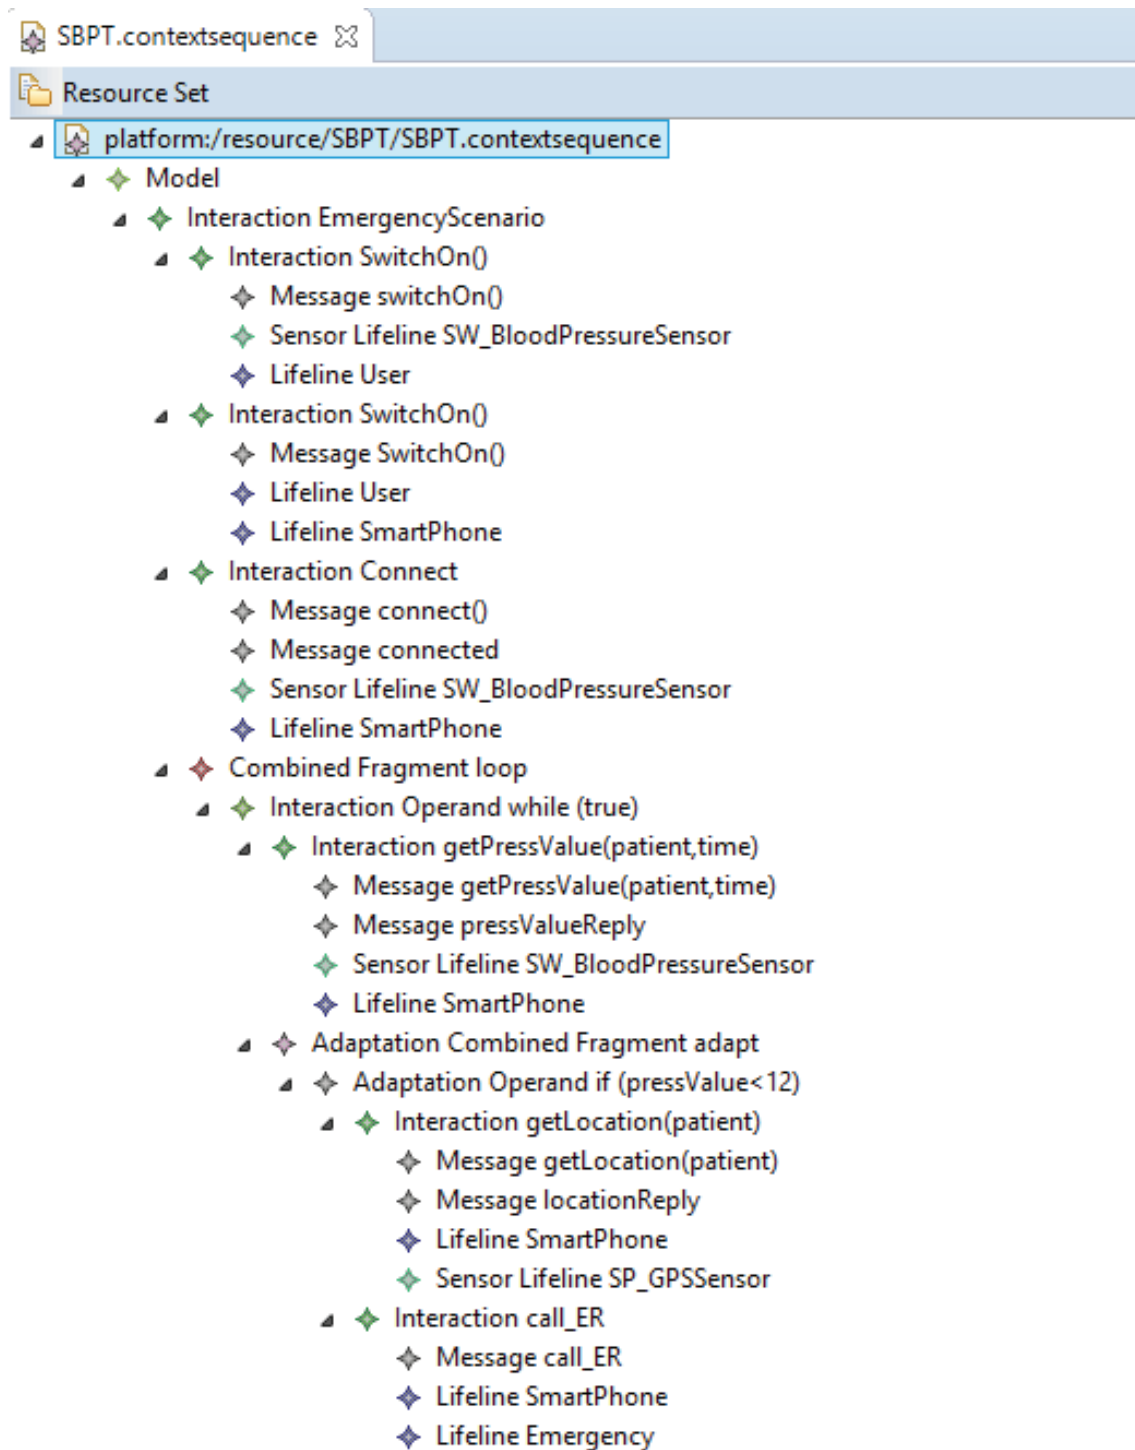 SBPT.contextsequence
Resource Set
platform:/resource/SBPT/SBPT.contextsequence
Model
Interaction EmergencyScenario
Interaction SwitchOn()
Message switchOn()
Sensor Lifeline SW_BloodPressureSensor
Lifeline User
Interaction SwitchOn()
Message SwitchOn()
Lifeline User
Lifeline SmartPhone
Interaction Connect
Message connect()
Message connected
Sensor Lifeline SW_BloodPressureSensor
Lifeline SmartPhone
Combined Fragment loop
Interaction Operand while (true)
Interaction getPressValue(patient,time)
Message getPressValue(patient,time)
Message pressValueReply
Sensor Lifeline SW_BloodPressureSensor
Lifeline SmartPhone
Adaptation Combined Fragment adapt
Adaptation Operand if (pressValue<12)
Interaction getLocation(patient)
Message getLocation(patient)
Message locationReply
Lifeline SmartPhone
Sensor Lifeline SP_GPSSensor
Interaction call_ER
Message call_ER
Lifeline SmartPhone
Lifeline Emergency